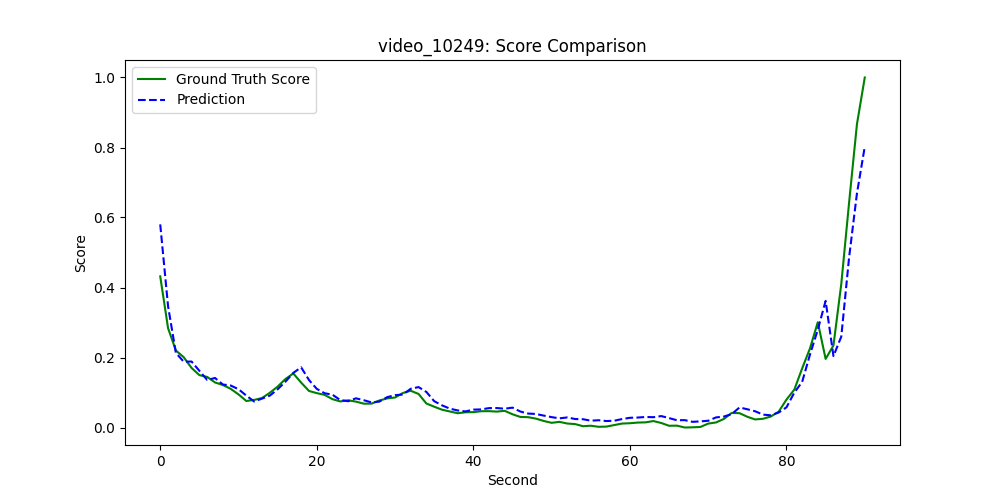 video_10249: Score Comparison
Ground Truth Score
Prediction
1.0
0.8
0.6
0.4
0.2
0.0
Score
0 20 40 60 80
Second